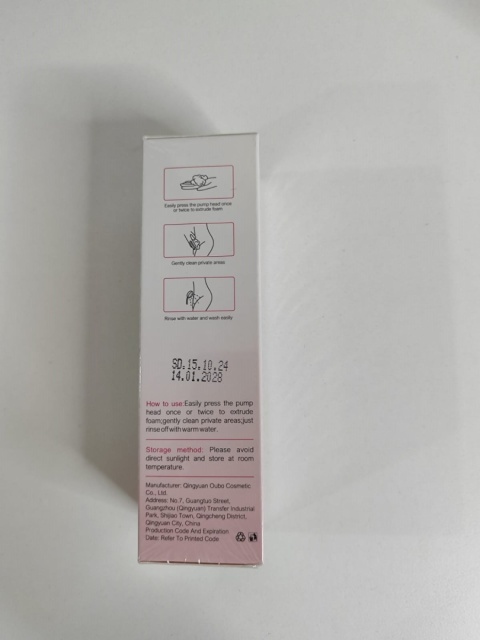 Easily press the pump head once
or twice to extrude foam
Gently clean private areas
Rinse with water and wash easily
SD.15.10.24
14.01.2028
How to use:Easily press the pump
head once or twice to extrude
foam;gently clean private areas;just
rinse off with warm water.
Storage method: Please avoid
direct sunlight and store at room
temperature.
Manufacturer: Qingyuan Oubo Cosmetic
Co., Ltd.
Address: No.7, Guangluo Street,
Guangzhou (Qingyuan) Transfer Industrial
Park, Shijiao Town, Qingcheng District,
Qingyuan City, China
Production Code And Expiration
Date: Refer To Printed Code